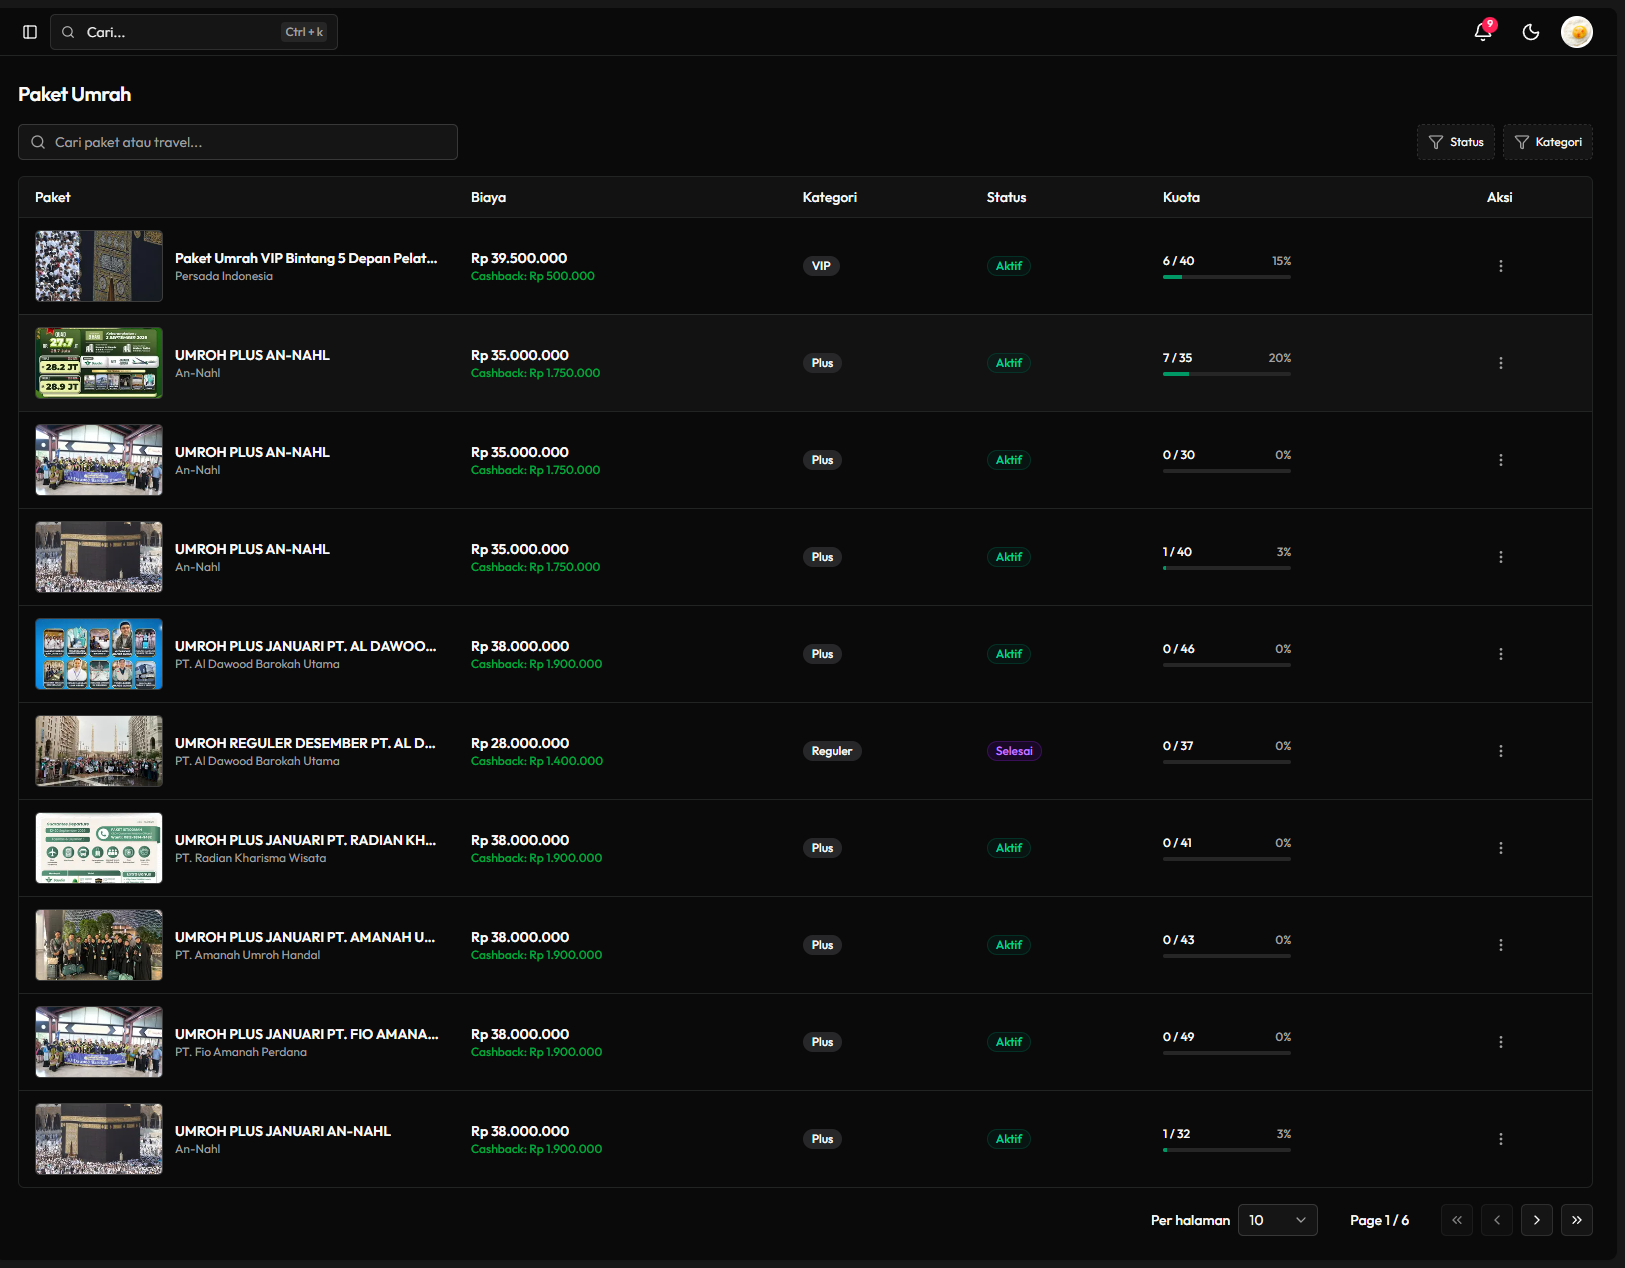 Cari...
Ctrl + k
9
Paket Umrah
Cari paket atau travel...
Status
Kategori
Paket
Biaya
Kategori
Status
Kuota
Aksi
Paket Umrah VIP Bintang 5 Depan Pelat...
Persada Indonesia
Rp 39.500.000
Cashback: Rp 500.000
VIP
Aktif
6 / 40
15%
27.7
28.2 JT
28.9 JT
UMROH PLUS AN-NAHL
An-Nahl
Rp 35.000.000
Cashback: Rp 1.750.000
Plus
Aktif
7 / 35
20%
UMROH PLUS AN-NAHL
An-Nahl
Rp 35.000.000
Cashback: Rp 1.750.000
Plus
Aktif
0 / 30
0%
UMROH PLUS AN-NAHL
An-Nahl
Rp 35.000.000
Cashback: Rp 1.750.000
Plus
Aktif
1 / 40
3%
UMROH PLUS JANUARI PT. AL DAWOO...
PT. Al Dawood Barokah Utama
Rp 38.000.000
Cashback: Rp 1.900.000
Plus
Aktif
0 / 46
0%
UMROH REGULER DESEMBER PT. AL D...
PT. Al Dawood Barokah Utama
Rp 28.000.000
Cashback: Rp 1.400.000
Reguler
Selesai
0 / 37
0%
UMROH PLUS JANUARI PT. RADIAN KH...
PT. Radian Kharisma Wisata
Rp 38.000.000
Cashback: Rp 1.900.000
Plus
Aktif
0 / 41
0%
UMROH PLUS JANUARI PT. AMANAH U...
PT. Amanah Umroh Handal
Rp 38.000.000
Cashback: Rp 1.900.000
Plus
Aktif
0 / 43
0%
UMROH PLUS JANUARI PT. FIO AMANA...
PT. Fio Amanah Perdana
Rp 38.000.000
Cashback: Rp 1.900.000
Plus
Aktif
0 / 49
0%
UMROH PLUS JANUARI AN-NAHL
An-Nahl
Rp 38.000.000
Cashback: Rp 1.900.000
Plus
Aktif
1 / 32
3%
Per halaman
10
Page 1 / 6